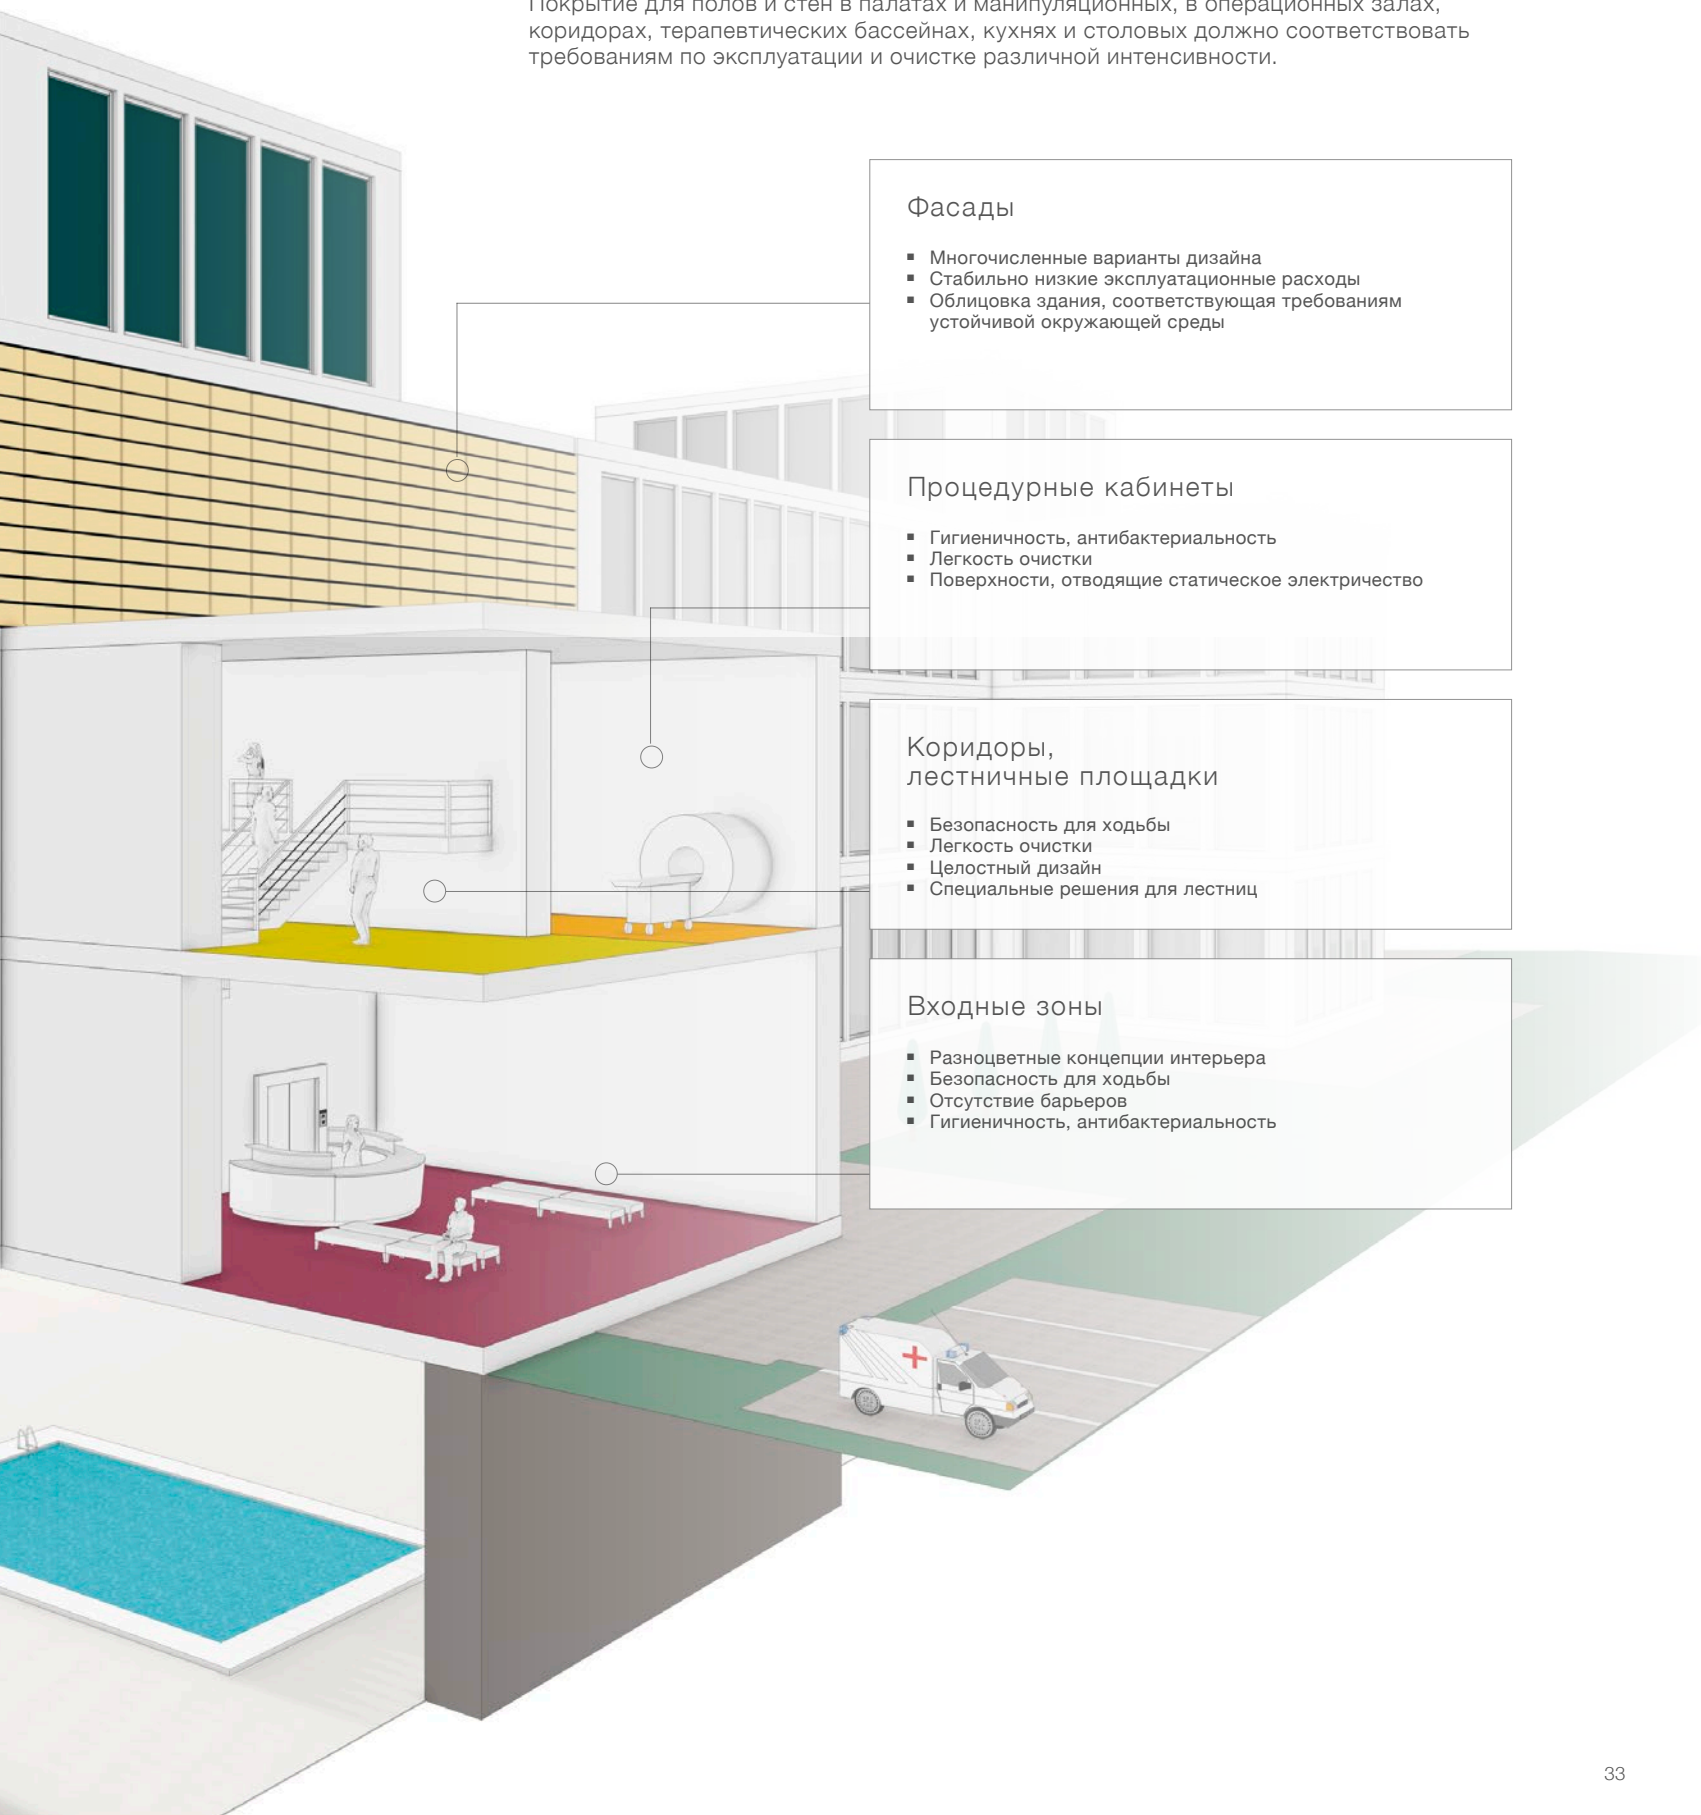 Покрытие для полов и стен в палатах и манипуляционных, в операционных залах,
коридорах, терапевтических бассейнах, кухнях и столовых должно соответствовать
требованиям по эксплуатации и очистке различной интенсивности.
Фасады
▪ Многочисленные варианты дизайна
▪ Стабильно низкие эксплуатационные расходы
▪ Облицовка здания, соответствующая требованиям
устойчивой окружающей среды
Процедурные кабинеты
▪ Гигиеничность, антибактериальность
▪ Легкость очистки
▪ Поверхности, отводящие статическое электричество
Коридоры,
лестничные площадки
▪ Безопасность для ходьбы
▪ Легкость очистки
▪ Целостный дизайн
▪ Специальные решения для лестниц
Входные зоны
▪ Разноцветные концепции интерьера
▪ Безопасность для ходьбы
▪ Отсутствие барьеров
▪ Гигиеничность, антибактериальность
33